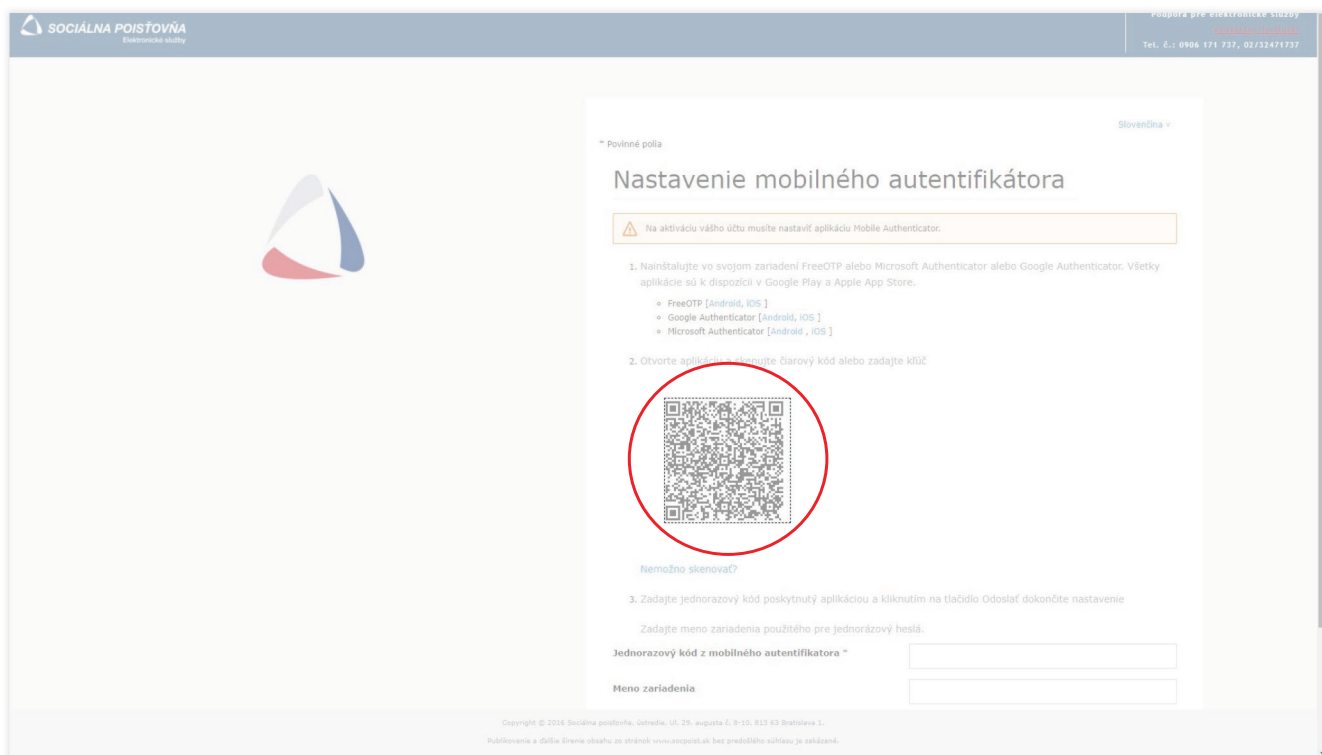 SOCIÁLNA POISŤOVŇA
Elektronické služby
Podpora pre elektronické služby
Tel. č.: 0906 171 737, 02/32471737
Slovenčina
* Povinné polia
Nastavenie mobilného autentifikátora
Na aktiváciu vášho účtu musíte nastaviť aplikáciu Mobile Authenticator.
1. Nainštalujte vo svojom zariadení FreeOTP alebo Microsoft Authenticator alebo Google Authenticator. Všetky
aplikácie sú k dispozícii v Google Play a Apple App Store.
FreeOTP [Android, iOS ]
Google Authenticator [Android, iOS ]
Microsoft Authenticator [Android , iOS ]
2. Otvorte aplikáciu a skenujte čiarový kód alebo zadajte kľúč
Nemožno skenovať?
3. Zadajte jednorazový kód poskytnutý aplikáciou a kliknutím na tlačidlo Odoslať dokončite nastavenie
Zadajte meno zariadenia použitého pre jednorázový heslá.
Jednorazový kód z mobilného autentifikatora *
Meno zariadenia
Copyright © 2016 Sociálna poisťovňa, ústredie, Ul. 29. augusta č. 8-10, 813 63 Bratislava 1.
Publikovanie a ďalšie šírenie obsahu zo stránok www.socpoist.sk bez predošlého súhlasu je zakázané.